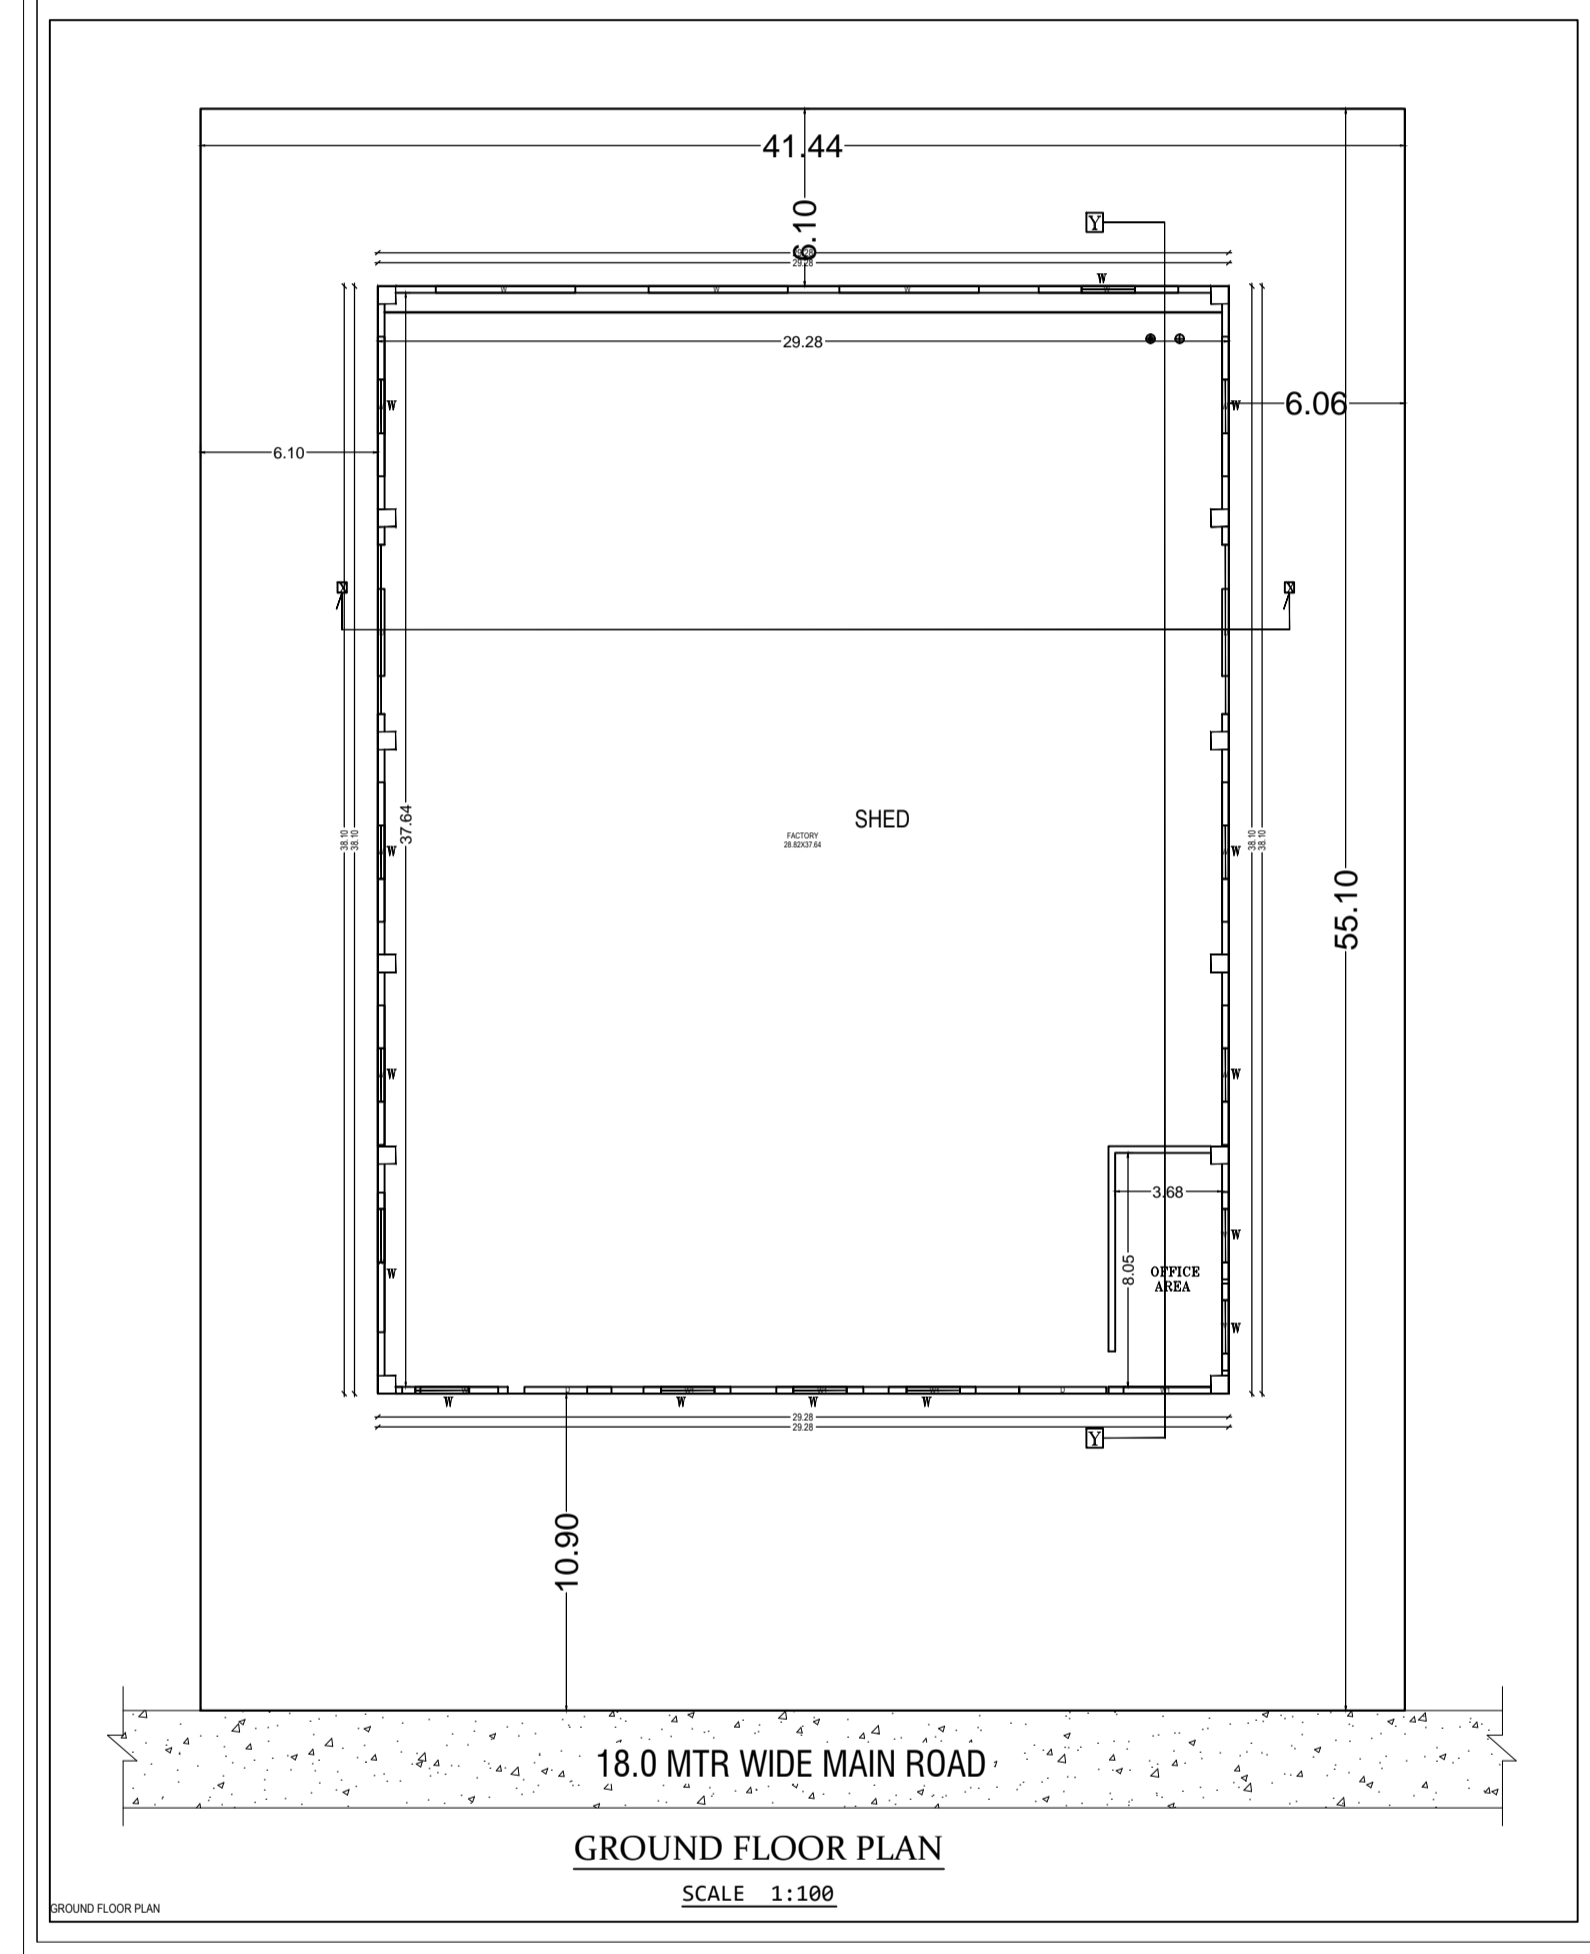 41.44
6.10
Y
29.28
29.28
W
W
W
W
W
29.28
W
W
6.06
6.10
X
X
SHED
FACTORY
28.82X37.64
37.64
38.10
38.10
38.10
38.10
W
W
55.10
W
W
3.68
8.05
OFFICE
AREA
W
W
W
D
D
W
W
W
W
29.28
29.28
Y
10.90
18.0 MTR WIDE MAIN ROAD
GROUND FLOOR PLAN
SCALE 1:100
GROUND FLOOR PLAN